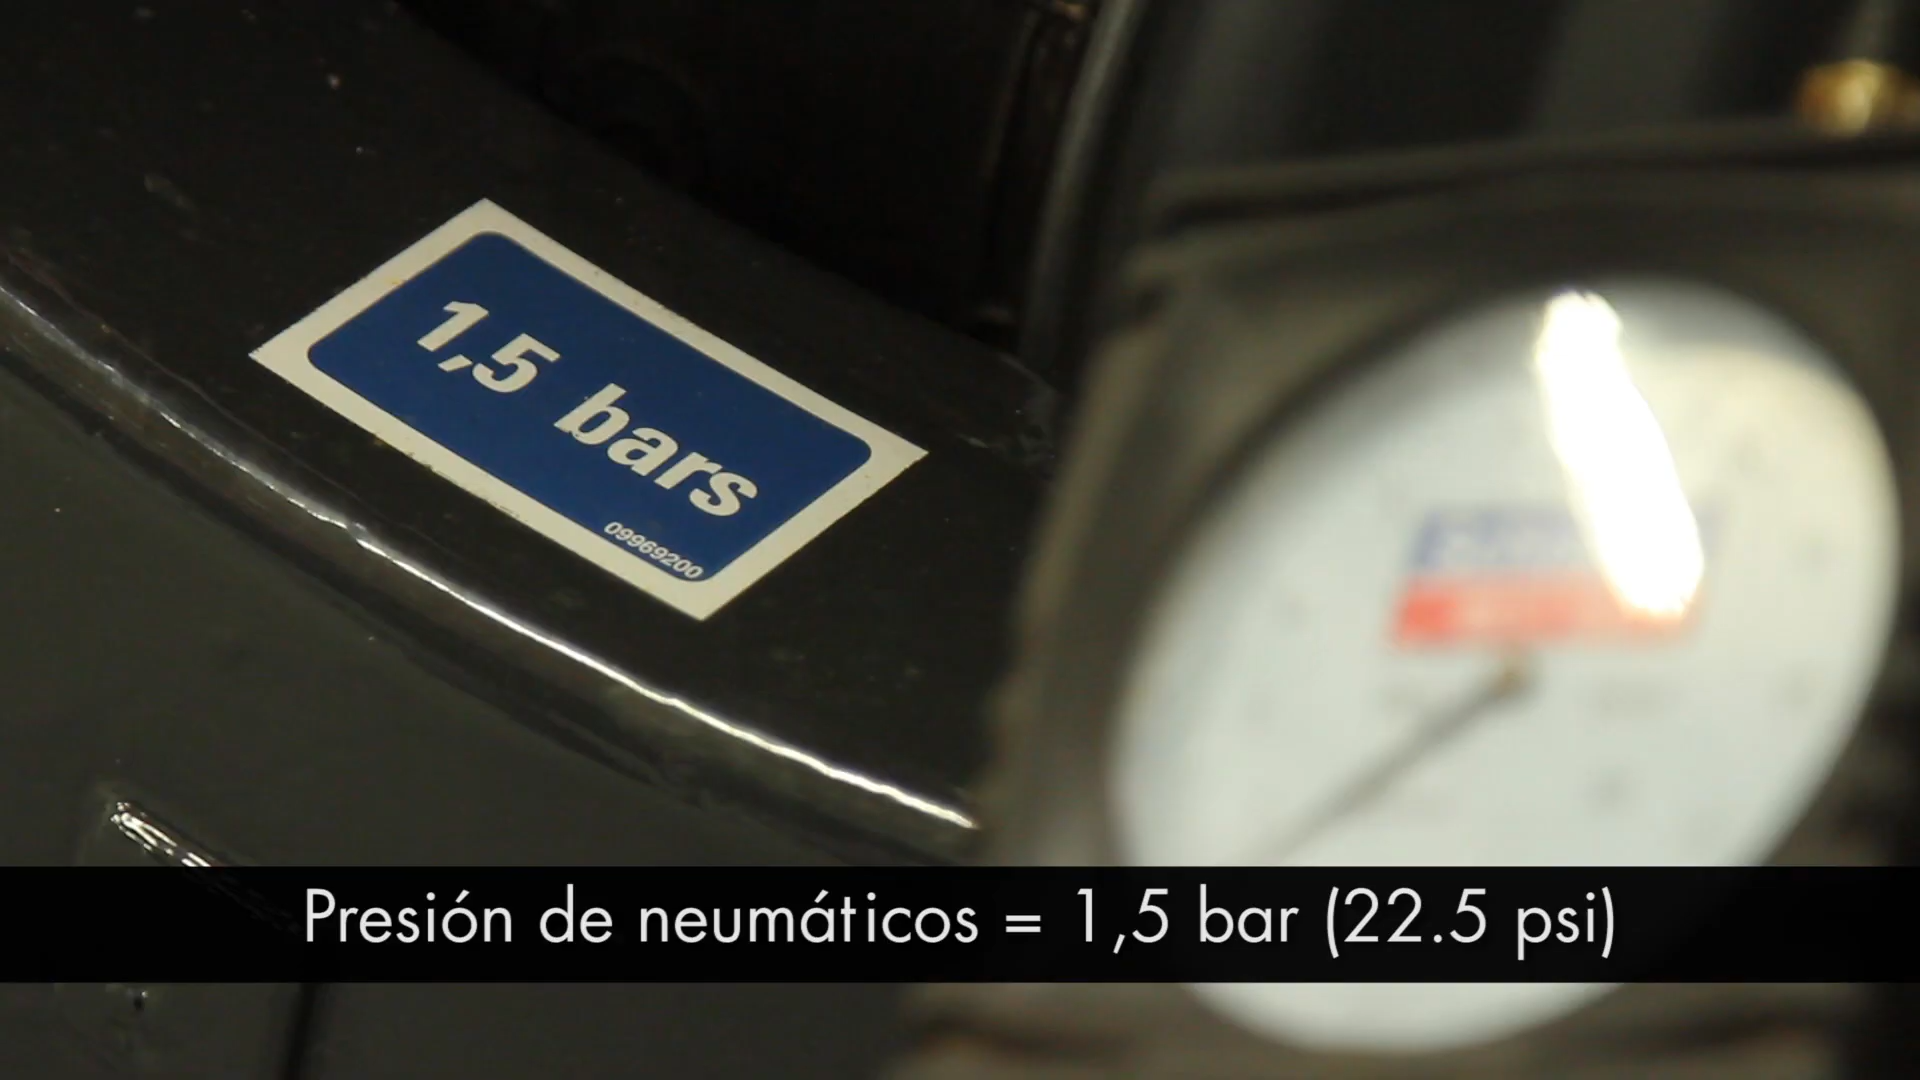 1,5 bars
09969200
Presión de neumáticos = 1,5 bar (22.5 psi)